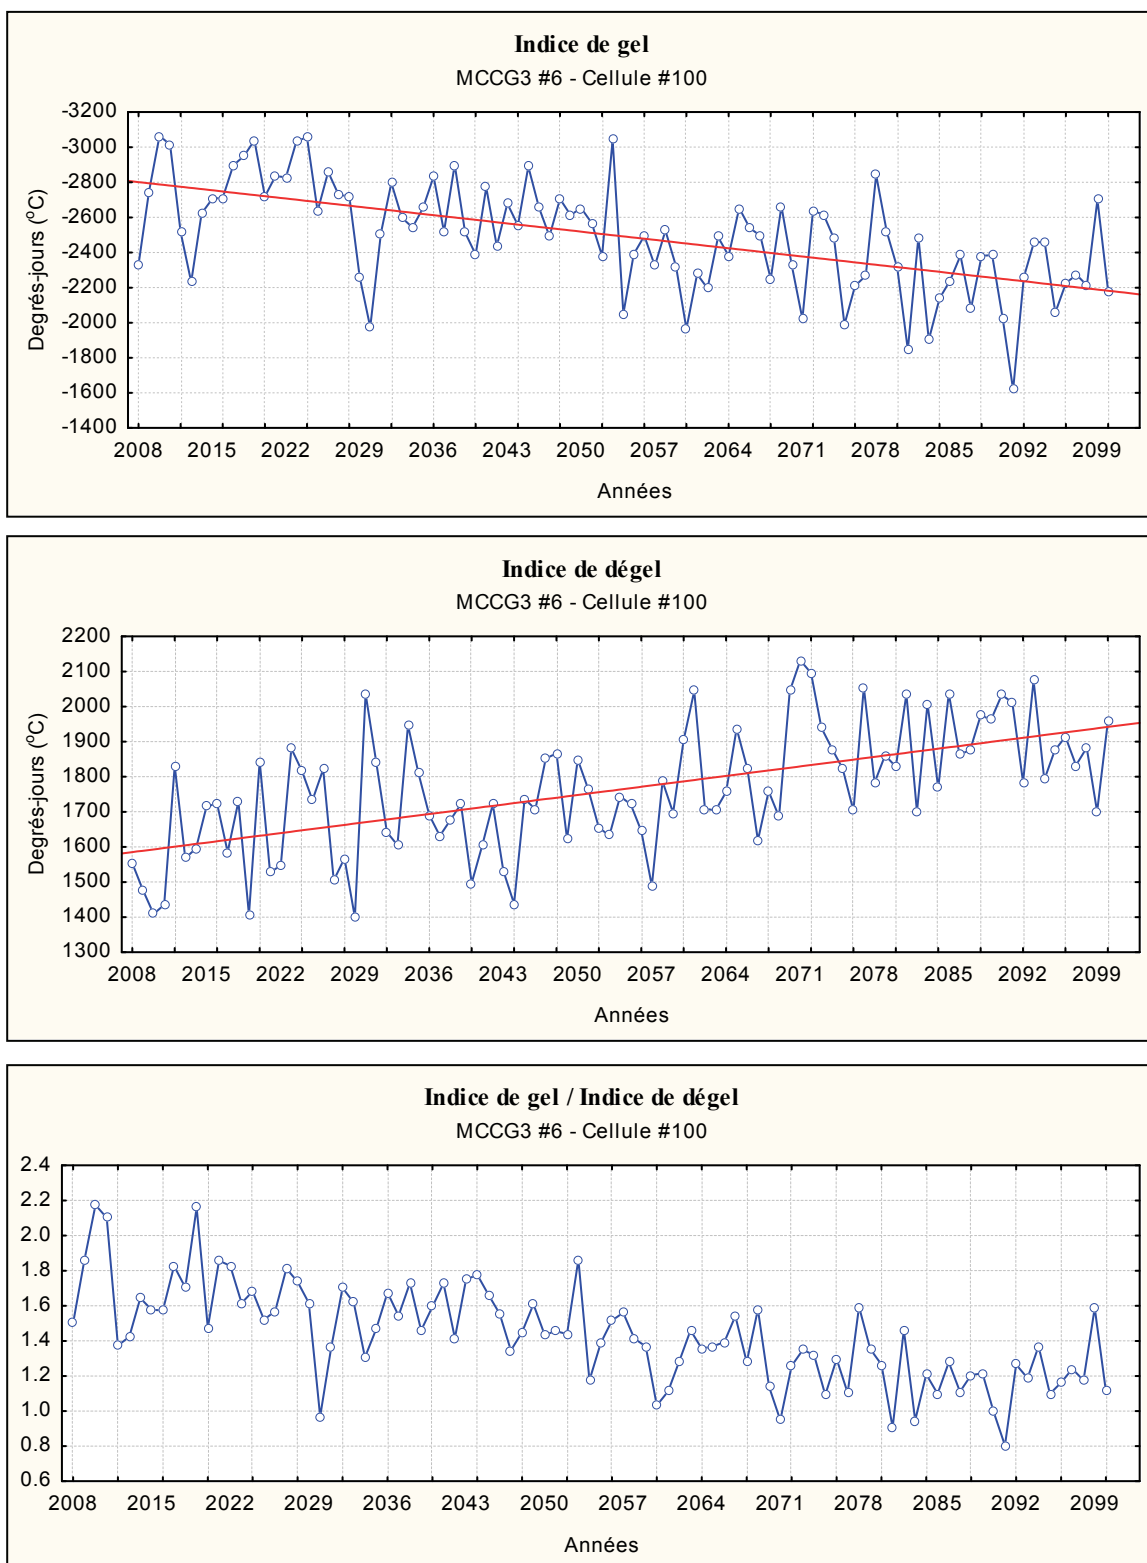 Indice de gel
MCCG3 #6 - Cellule #100
Degrés-jours (ºC)
-3200
-3000
-2800
-2600
-2400
-2200
-2000
-1800
-1600
-1400
2008 2015 2022 2029 2036 2043 2050 2057 2064 2071 2078 2085 2092 2099
Années
Indice de dégel
MCCG3 #6 - Cellule #100
Degrés-jours (ºC)
2200
2100
2000
1900
1800
1700
1600
1500
1400
1300
2008 2015 2022 2029 2036 2043 2050 2057 2064 2071 2078 2085 2092 2099
Années
Indice de gel / Indice de dégel
MCCG3 #6 - Cellule #100
2.4
2.2
2.0
1.8
1.6
1.4
1.2
1.0
0.8
0.6
2008 2015 2022 2029 2036 2043 2050 2057 2064 2071 2078 2085 2092 2099
Années